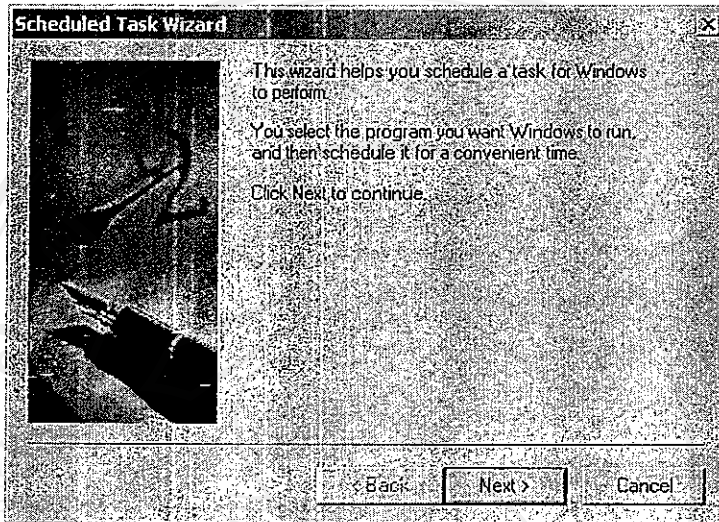 Scheduled Task Wizard
This wizard helps you schedule a task for Windows
to perform.
You select the program you want Windows to run,
and then schedule it for a convenient time.
Click Next to continue.
< Back
Next >
Cancel